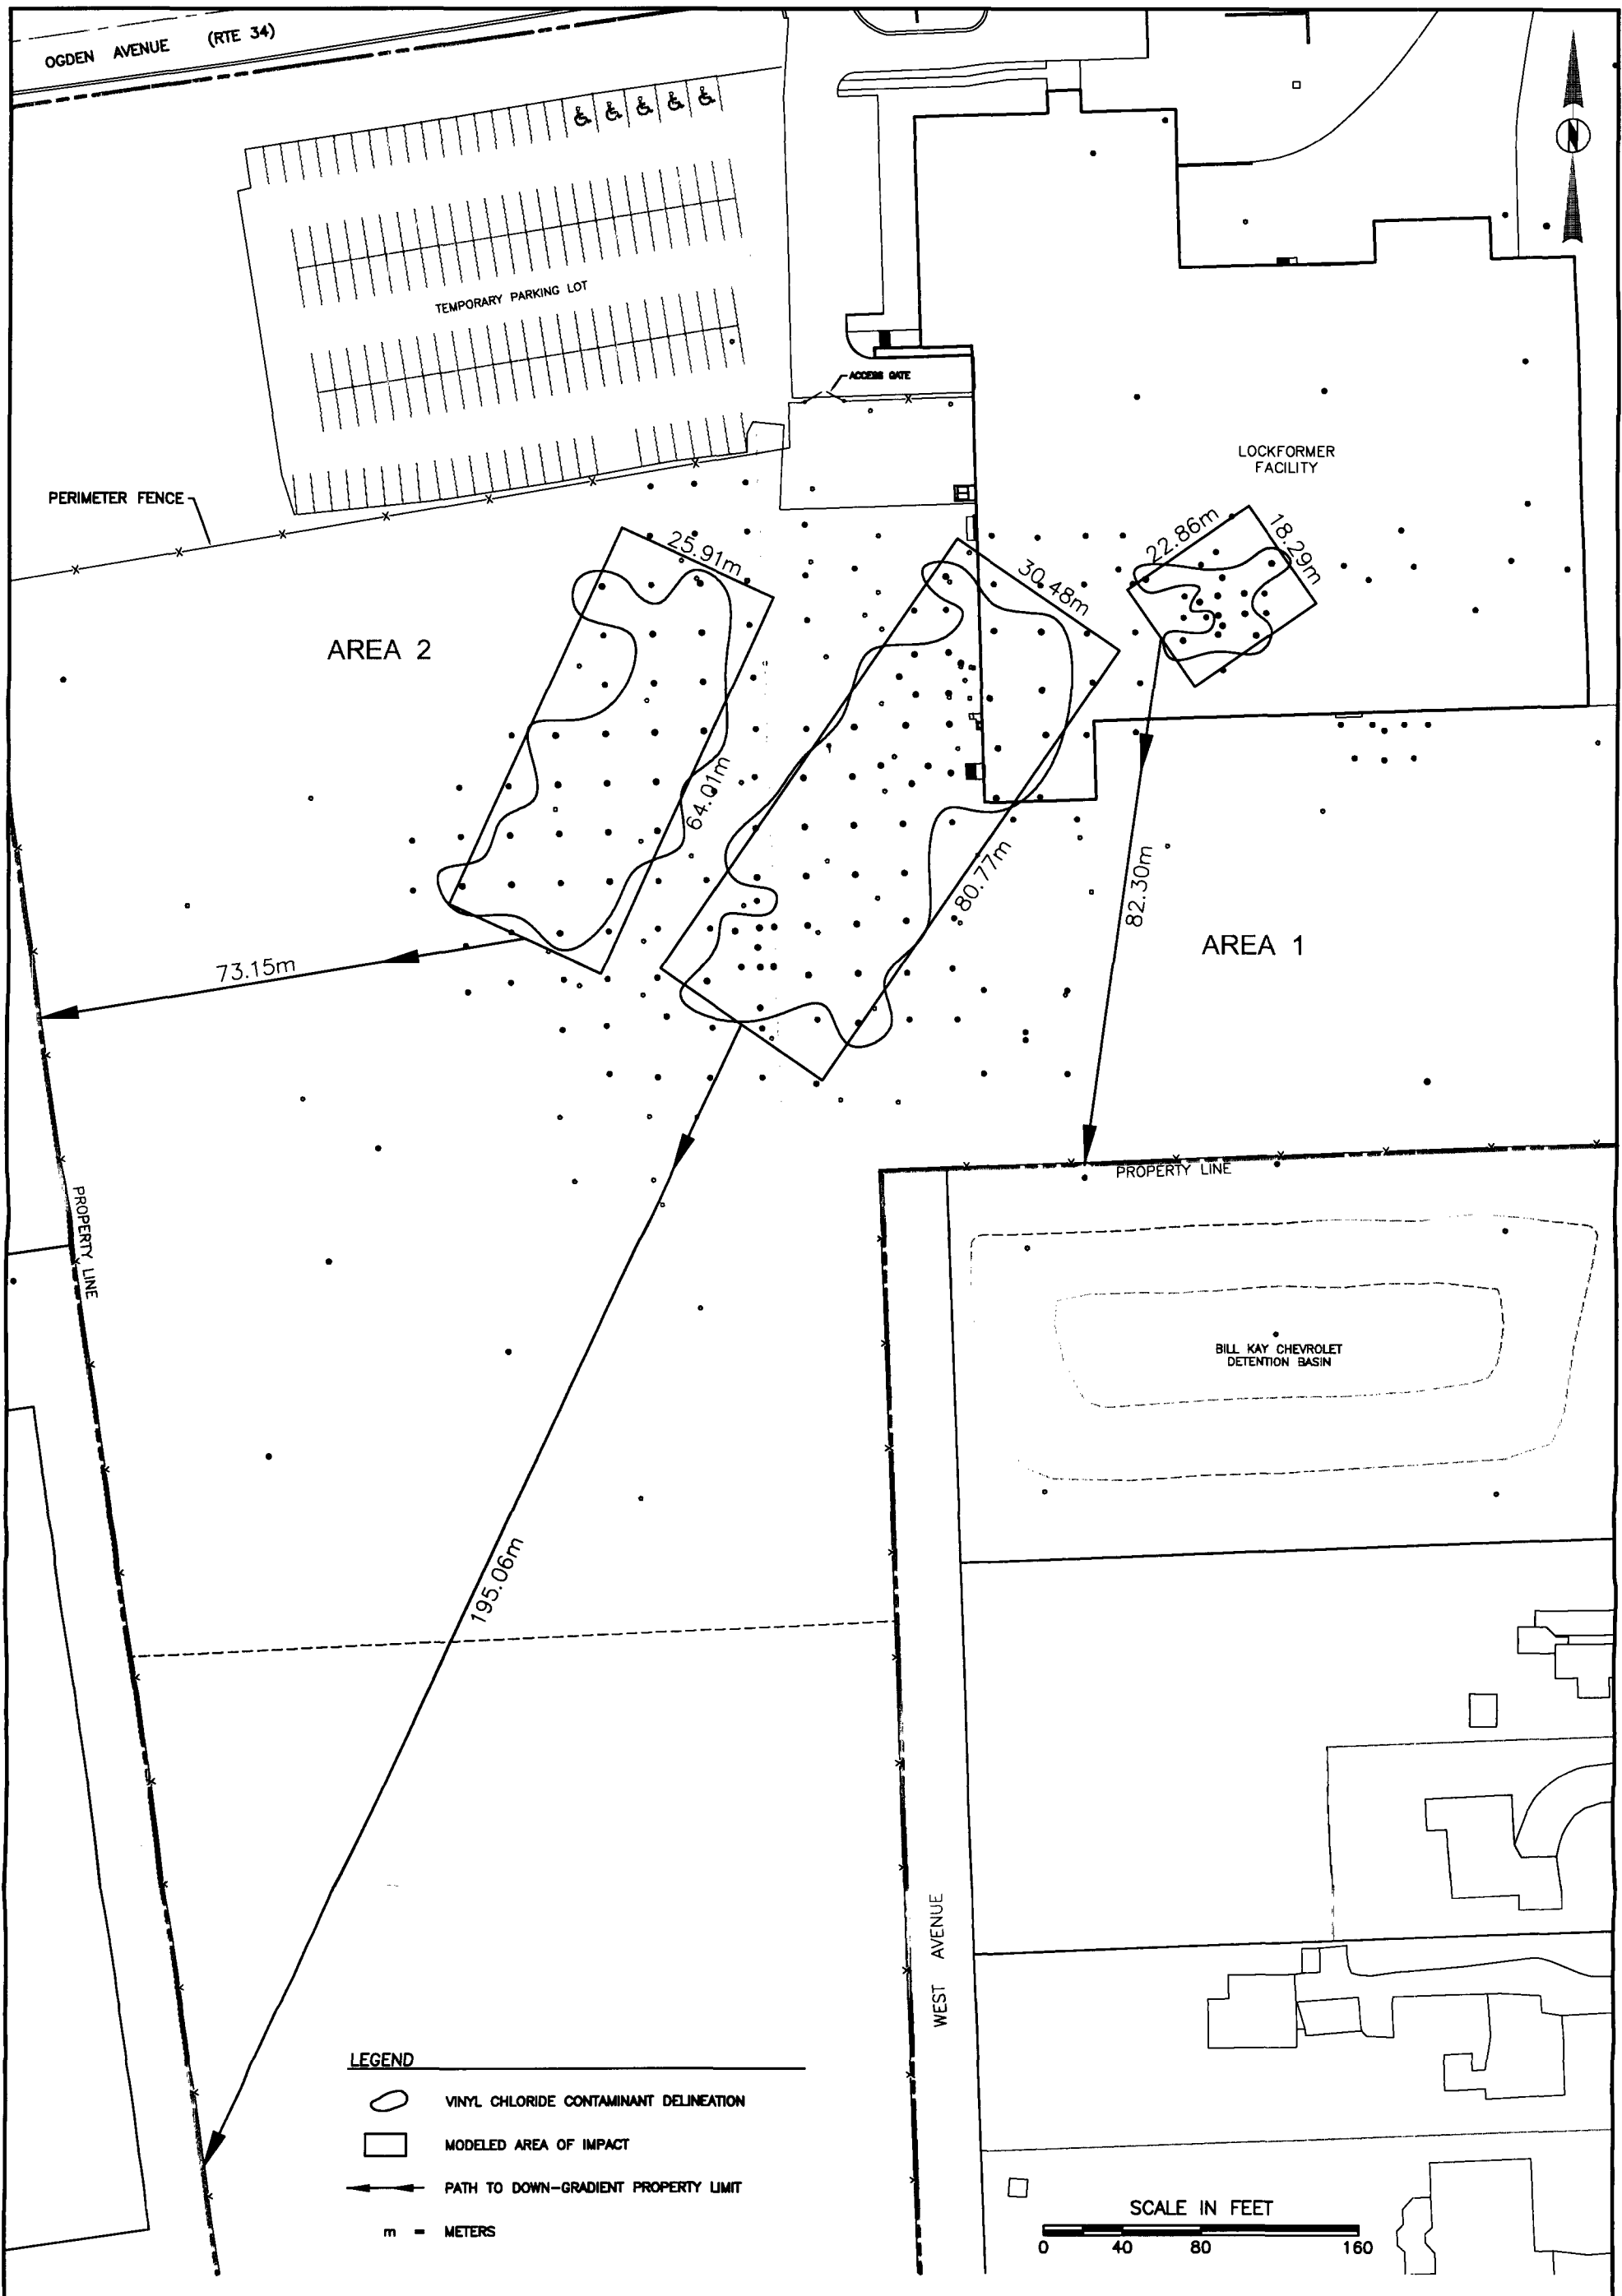 OGDEN AVENUE (RTE 34)
TEMPORARY PARKING LOT
ACCESS GATE
LOCKFORMER
FACILITY
PERIMETER FENCE
25.91m
30.48m
22.86m
18.29m
AREA 2
64.01m
80.77m
82.30m
AREA 1
73.15m
PROPERTY LINE
PROPERTY LINE
BILL KAY CHEVROLET
DETENTION BASIN
195.06m
WEST AVENUE
LEGEND
VINYL CHLORIDE CONTAMINANT DELINEATION
MODELED AREA OF IMPACT
PATH TO DOWN-GRADIENT PROPERTY LIMIT
m = METERS
SCALE IN FEET
0 40 80 160